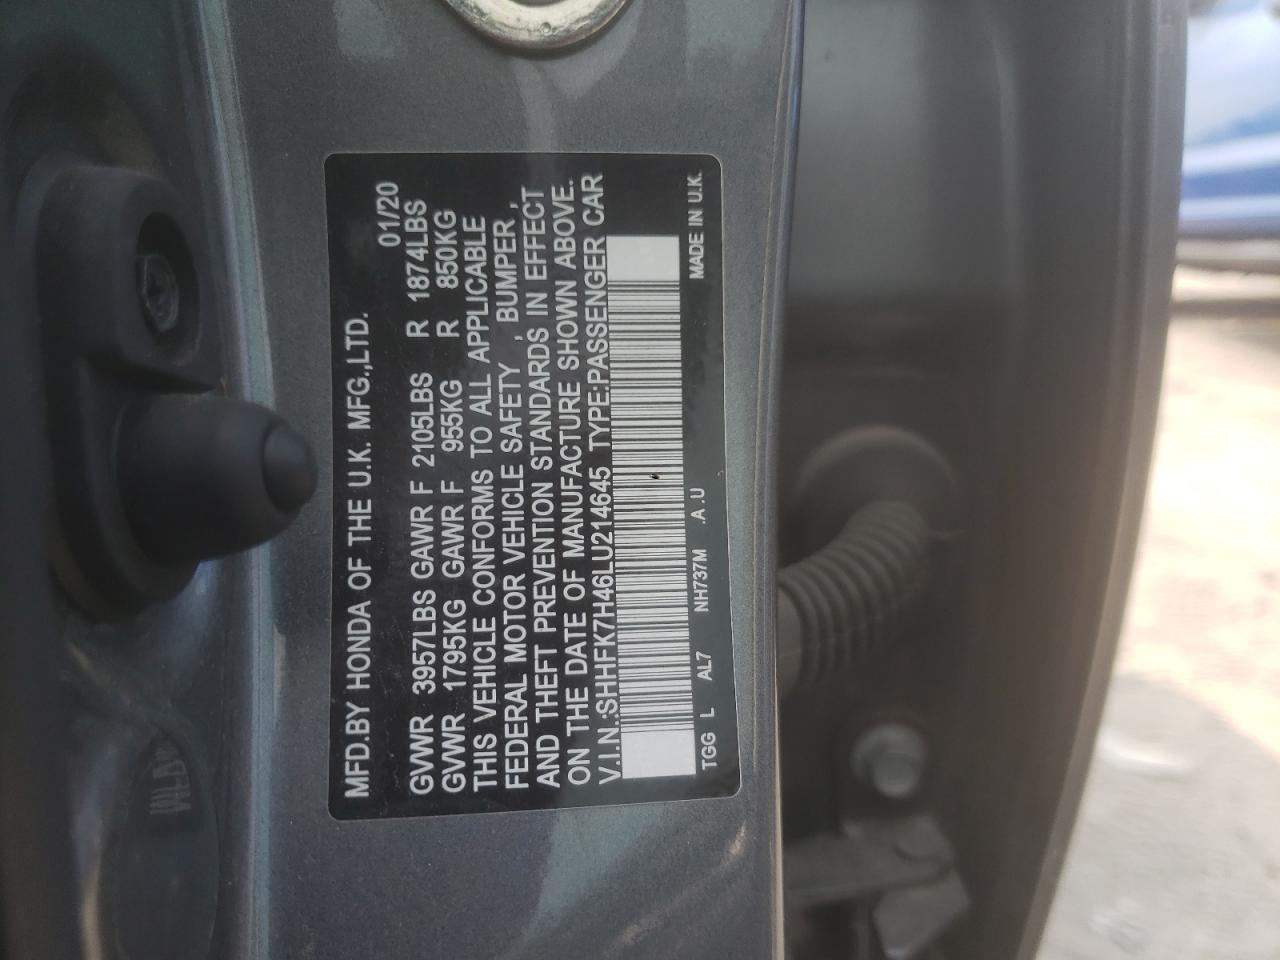 MFD.BY HONDA OF THE U.K. MFG.,LTD. 01/20
GVWR 3957LBS GAWR F 2105LBS R 1874LBS
GVWR 1795KG GAWR F 955KG R 850KG
THIS VEHICLE CONFORMS TO ALL APPLICABLE
FEDERAL MOTOR VEHICLE SAFETY , BUMPER ,
AND THEFT PREVENTION STANDARDS IN EFFECT
ON THE DATE OF MANUFACTURE SHOWN ABOVE.
V.I.N.:SHHFK7H46LU214645 TYPE:PASSENGER CAR
TGG L AL7 NH737M .A.U MADE IN U.K.